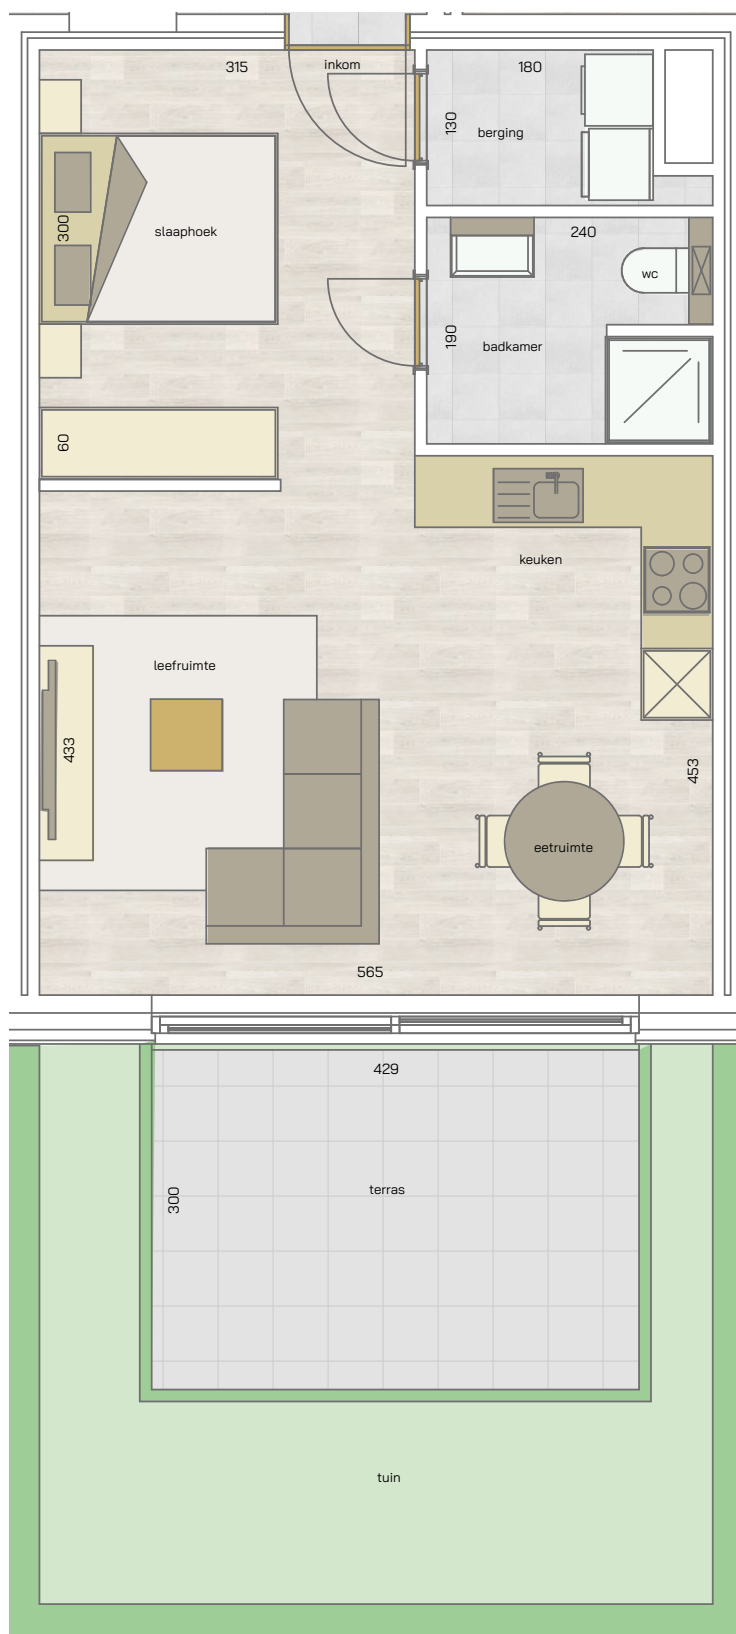 315
inkom
180
130
berging
300
slaaphoek
240
wc
190
badkamer
60
keuken
leefruimte
433
453
eetruimte
565
429
terras
300
tuin